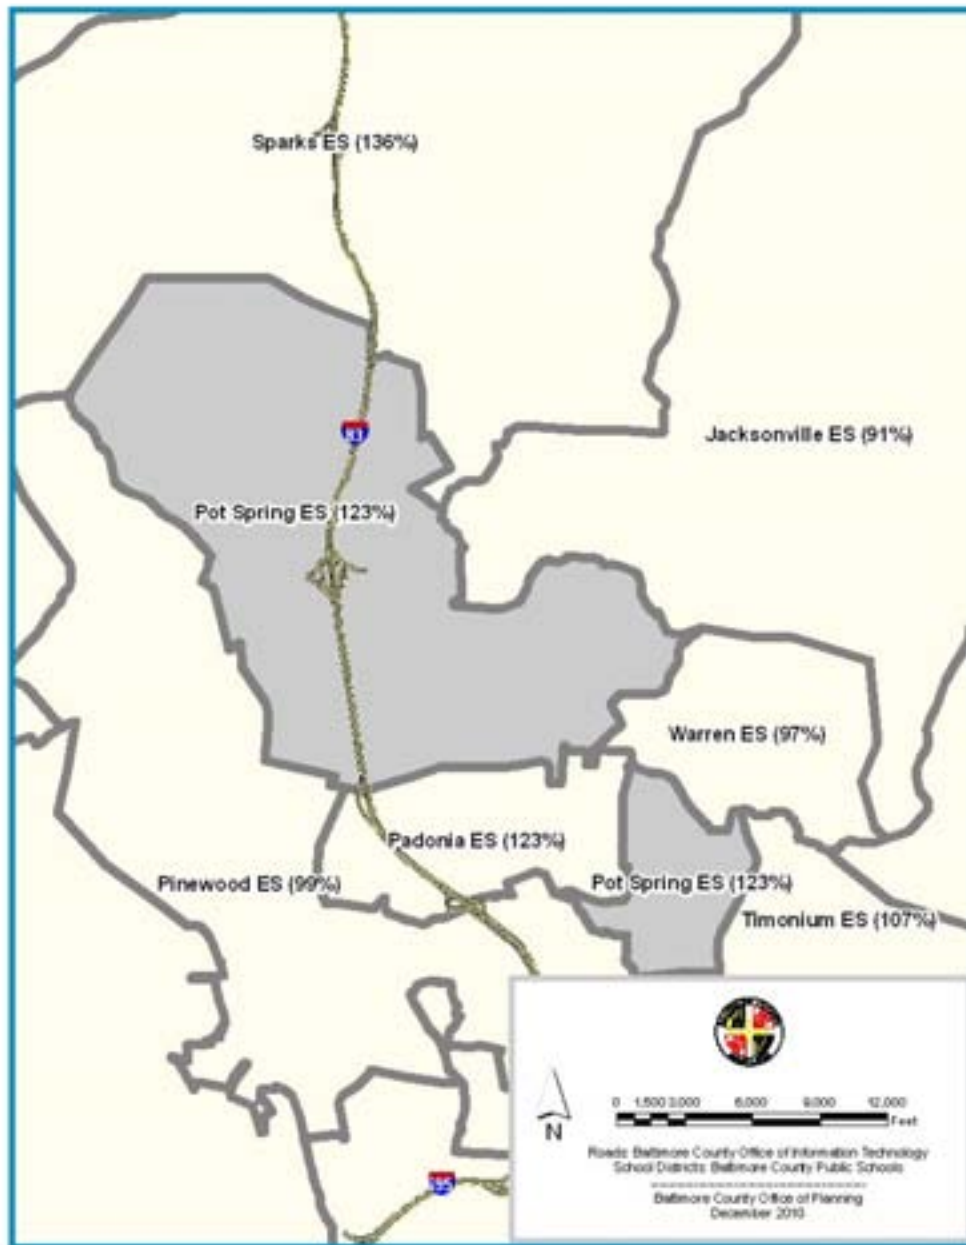 Sparks ES (136%)
Jacksonville ES (91%)
Pot Spring ES (123%)
Warren ES (97%)
Padonia ES (123%)
Pinewood ES (99%)
Pot Spring ES (123%)
Timonium ES (107%)
0 1,500 3,000 6,000 9,000 12,000
Feet
N
Roads: Baltimore County Office of Information Technology
School Districts: Baltimore County Public Schools
Baltimore County Office of Planning
December 2010